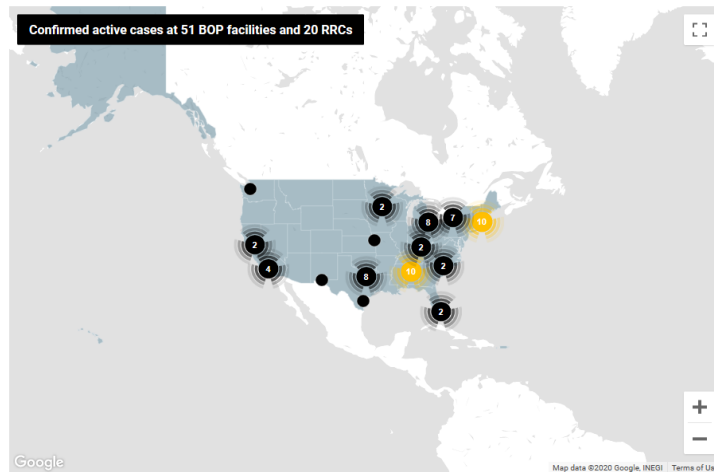 Confirmed active cases at 51 BOP facilities and 20 RRCs
2
8
7
10
2
2
4
8
10
2
2
Google
Map data ©2020 Google, INEGI
Terms of Us